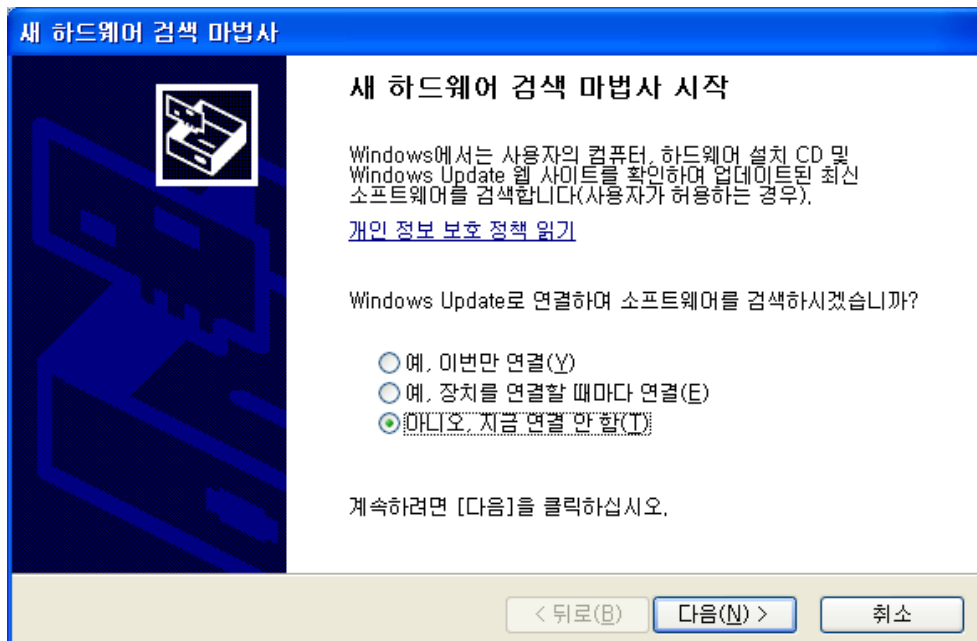 새 하드웨어 검색 마법사
새 하드웨어 검색 마법사 시작
Windows에서는 사용자의 컴퓨터, 하드웨어 설치 CD 및
Windows Update 웹 사이트를 확인하여 업데이트된 최신
소프트웨어를 검색합니다(사용자가 허용하는 경우).
개인 정보 보호 정책 읽기
Windows Update로 연결하여 소프트웨어를 검색하시겠습니까?
예, 이번만 연결(Y)
예, 장치를 연결할 때마다 연결(E)
아니오, 지금 연결 안 함(T)
계속하려면 [다음]을 클릭하십시오.
< 뒤로(B) 다음(N) > 취소